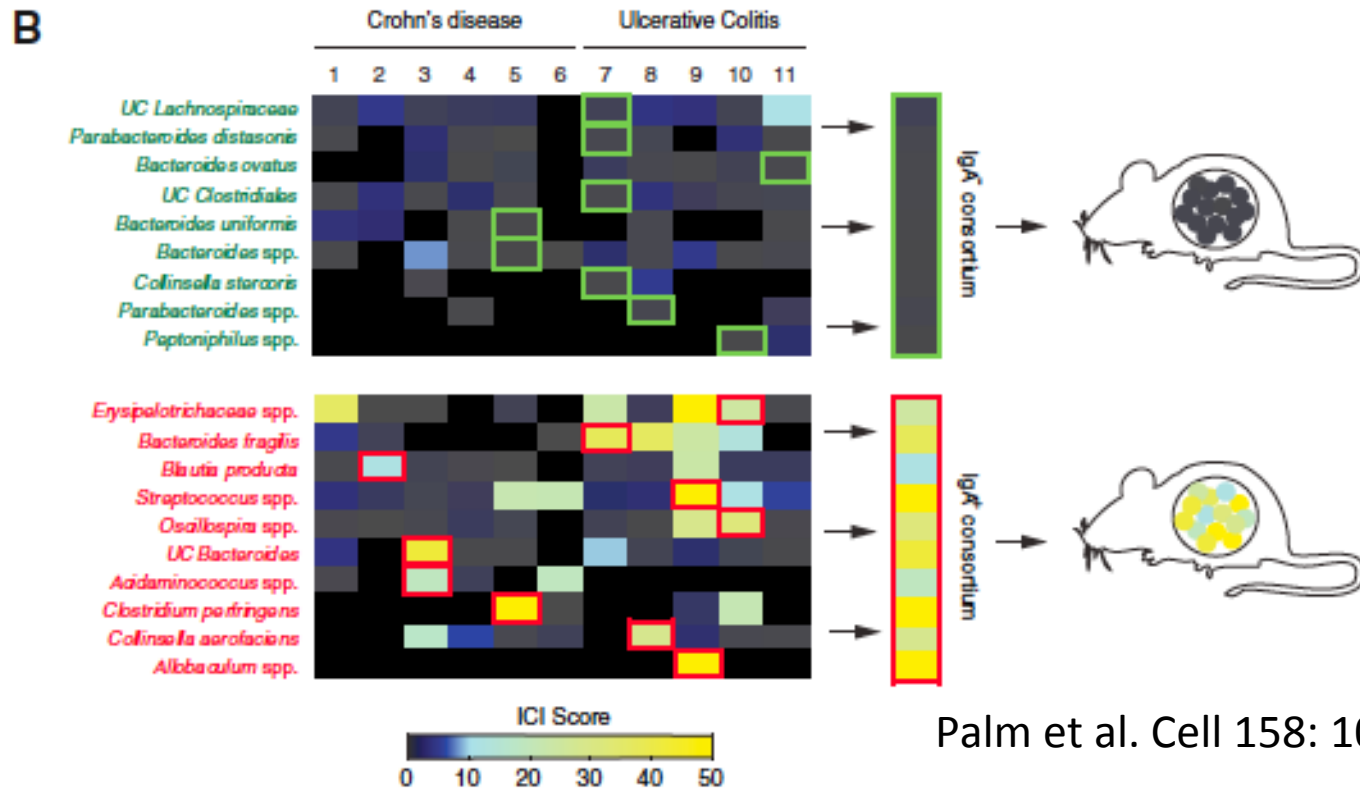 B
Crohn's disease Ulcerative Colitis
1 2 3 4 5 6 7 8 9 10 11
UC Lachnospiraceae
Parabacteroides distasonis
Bacteroides ovatus
UC Clostridiales
Bacteroides uniformis
Bacteroides spp.
Collinsella stercoris
Parabacteroides spp.
Peptoniphilus spp.
IgA⁻ consortium
Erysipelotrichaceae spp.
Bacteroides fragilis
Blautia producta
Streptococcus spp.
Oscillospira spp.
UC Bacteroides
Acidaminococcus spp.
Clostridium perfringens
Collinsella aerofaciens
Allobaculum spp.
IgA⁺ consortium
ICI Score
0 10 20 30 40 50
Palm et al. Cell 158: 10